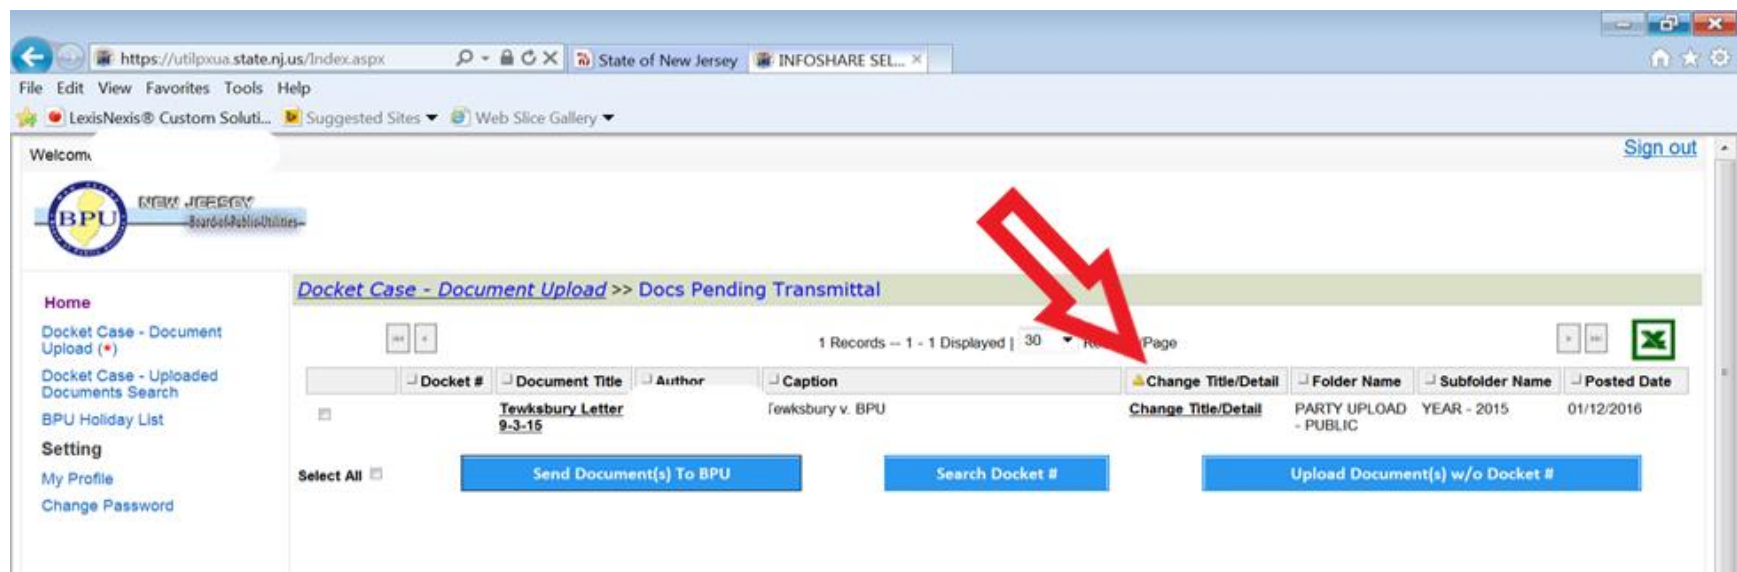 https://utilpxua.state.nj.us/Index.aspx
State of New Jersey
INFOSHARE SEL...
File Edit View Favorites Tools Help
LexisNexis® Custom Soluti...
Suggested Sites
Web Slice Gallery
Welcom
Sign out
BPU
NEW JERSEY
Board of Public Utilities
Home
Docket Case - Document
Upload (*)
Docket Case - Uploaded
Documents Search
BPU Holiday List
Setting
My Profile
Change Password
Docket Case - Document Upload >> Docs Pending Transmittal
1 Records -- 1 - 1 Displayed | 30 /Page
Docket # Document Title Author Caption Change Title/Detail Folder Name Subfolder Name Posted Date
Tewksbury Letter
9-3-15
Tewksbury v. BPU
Change Title/Detail
PARTY UPLOAD
- PUBLIC
YEAR - 2015
01/12/2016
Select All
Send Document(s) To BPU
Search Docket #
Upload Document(s) w/o Docket #